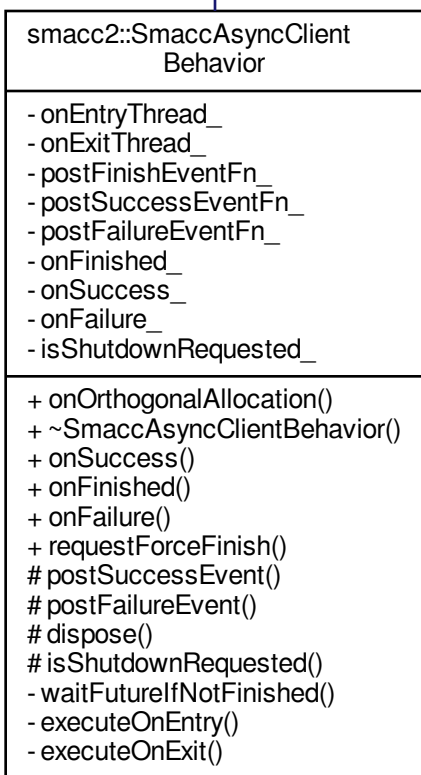 smacc2::SmaccAsyncClient
Behavior
- onEntryThread_
- onExitThread_
- postFinishEventFn_
- postSuccessEventFn_
- postFailureEventFn_
- onFinished_
- onSuccess_
- onFailure_
- isShutdownRequested_
+ onOrthogonalAllocation()
+ ~SmaccAsyncClientBehavior()
+ onSuccess()
+ onFinished()
+ onFailure()
+ requestForceFinish()
# postSuccessEvent()
# postFailureEvent()
# dispose()
# isShutdownRequested()
- waitFutureIfNotFinished()
- executeOnEntry()
- executeOnExit()